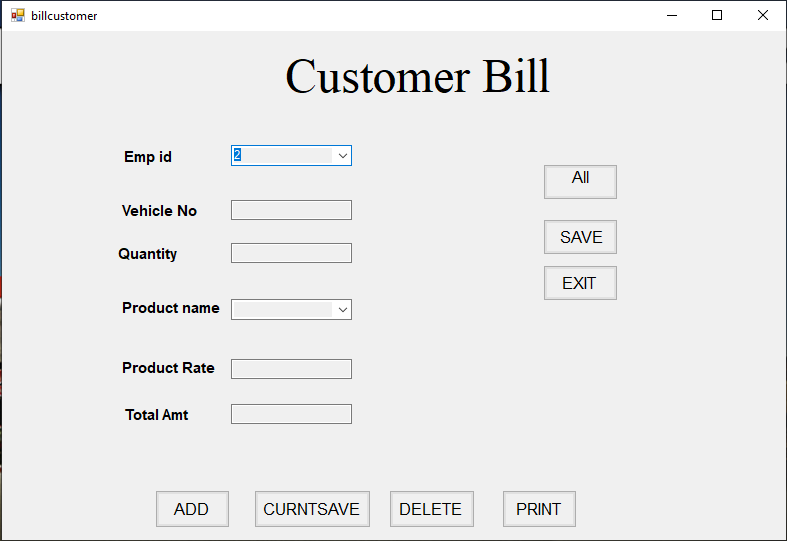 billcustomer
Customer Bill
Emp id
2
All
Vehicle No
SAVE
Quantity
EXIT
Product name
Product Rate
Total Amt
ADD
CURNTSAVE
DELETE
PRINT